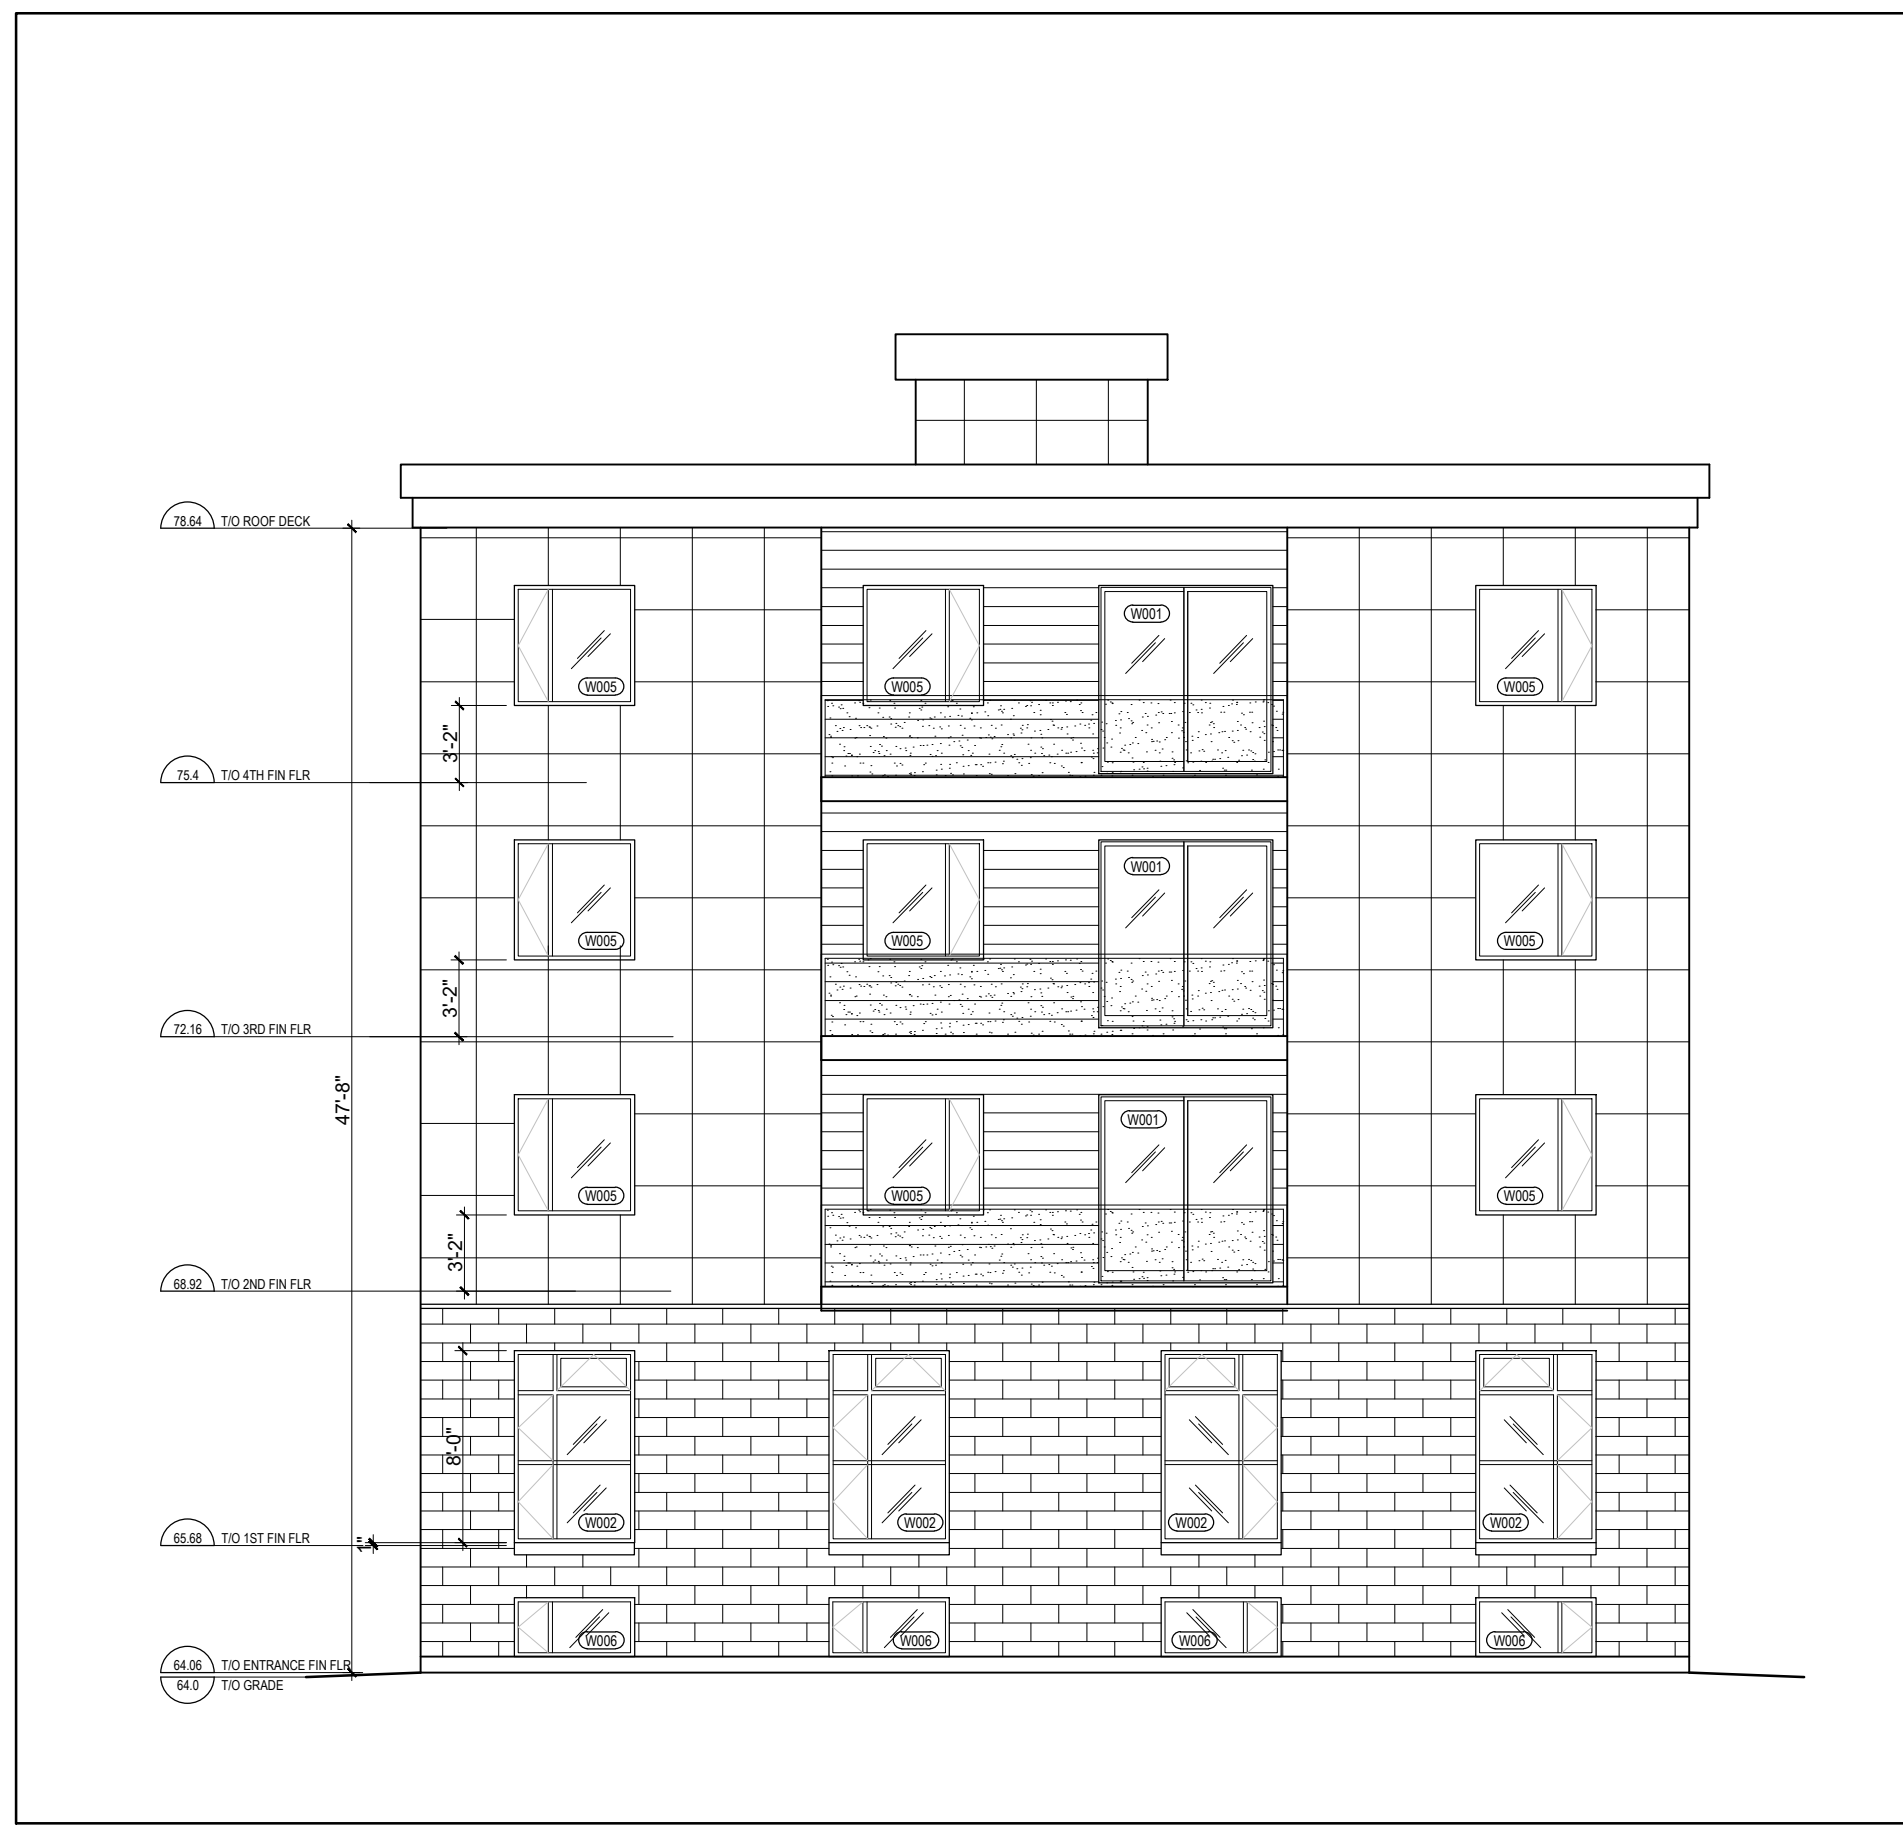 78.64 T/O ROOF DECK
W001
W005 W005 W005
3'-2"
75.4 T/O 4TH FIN FLR
W001
W005 W005 W005
3'-2"
72.16 T/O 3RD FIN FLR
47'-8"
W001
W005 W005 W005
3'-2"
68.92 T/O 2ND FIN FLR
8'-0"
W002 W002 W002 W002
65.68 T/O 1ST FIN FLR
1"
W006 W006 W006 W006
64.06 T/O ENTRANCE FIN FLR
64.0 T/O GRADE